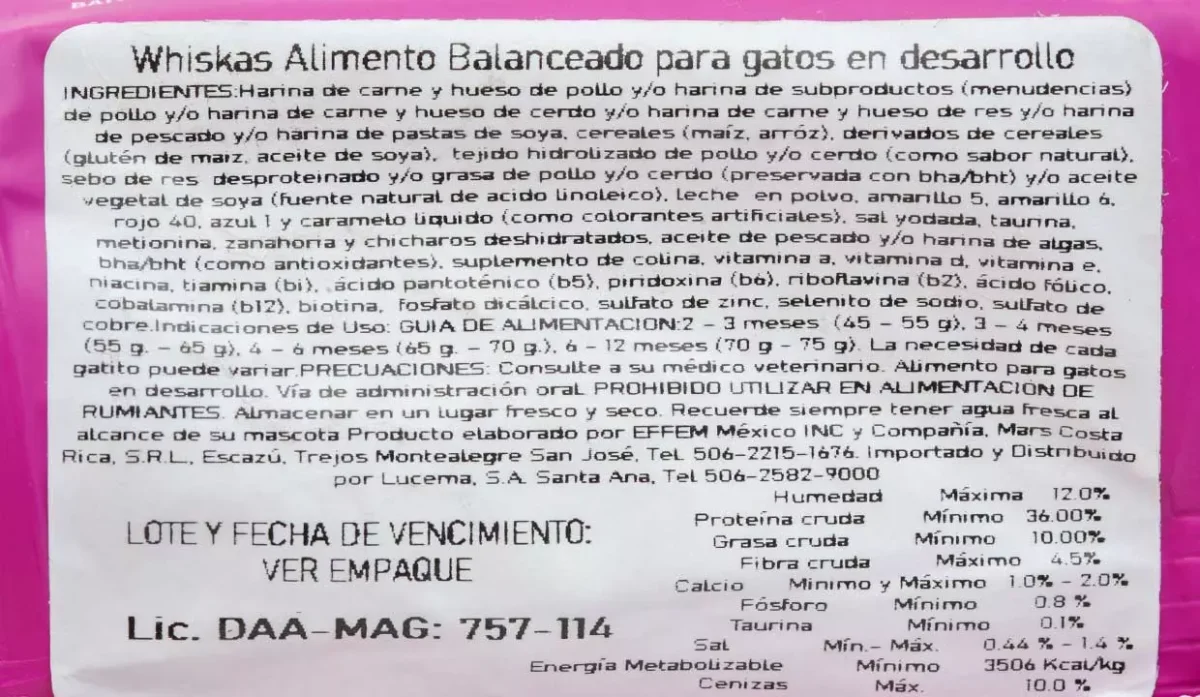 Whiskas Alimento Balanceado para gatos en desarrollo
INGREDIENTES:Harina de carne y hueso de pollo y/o harina de subproductos (menudencias)
de pollo y/o harina de carne y hueso de cerdo y/o harina de carne y hueso de res y/o harina
de pescado y/o harina de pastas de soya, cereales (maíz, arróz), derivados de cereales
(glutén de maiz, aceite de soya), tejido hidrolizado de pollo y/o cerdo (como sabor natural),
sebo de res desproteinado y/o grasa de pollo y/o cerdo (preservada con bha/bht) y/o aceite
vegetal de soya (fuente natural de acido linoleico), leche en polvo, amarillo 5, amarillo 6,
rojo 40, azul 1 y caramelo liquido (como colorantes artificiales), sal yodada, taurina,
metionina, zanahoria y chicharos deshidratados, aceite de pescado y/o harina de algas,
bha/bht (como antioxidantes), suplemento de colina, vitamina a, vitamina d, vitamina e,
niacina, tiamina (bi), ácido pantoténico (b5), piridoxina (b6), riboflavina (b2), ácido fólico,
cobalamina (b12), biotina, fosfato dicálcico, sulfato de zinc, selenito de sodio, sulfato de
cobre.Indicaciones de Uso: GUIA DE ALIMENTACION:2 - 3 meses (45 - 55 g), 3 - 4 meses
(55 g. - 65 g), 4 - 6 meses (65 g. - 70 g.), 6 - 12 meses (70 g - 75 g). La necesidad de cada
gatito puede variar.PRECUACIONES: Consulte a su médico veterinario. Alimento para gatos
en desarrollo. Vía de administración oral PROHIBIDO UTILIZAR EN ALIMENTACION DE
RUMIANTES. Almacenar en un lugar fresco y seco. Recuerde siempre tener agua fresca al
alcance de su mascota Producto elaborado por EFFEM México INC y Compañía, Mars Costa
Rica, S.R.L., Escazú, Trejos Montealegre San José, Tel 506-2215-1676. Importado y Distribuido
por Lucema, S.A. Santa Ana, Tel 506-2582-9000
Humedad Máxima 12.0%
Proteína cruda Mínimo 36.00%
Grasa cruda Mínimo 10.00%
Fibra cruda Máximo 4.5%
Calcio Minimo y Máximo 1.0% - 2.0%
Fósforo Mínimo 0.8 %
Taurina Mínimo 0.1%
Sal Mín.- Máx. 0.44 % - 1.4 %
Energía Metabolizable Mínimo 3506 Kcal/kg
Cenizas Máx. 10.0 %
LOTE Y FECHA DE VENCIMIENTO:
VER EMPAQUE
Lic. DAA-MAG: 757-114